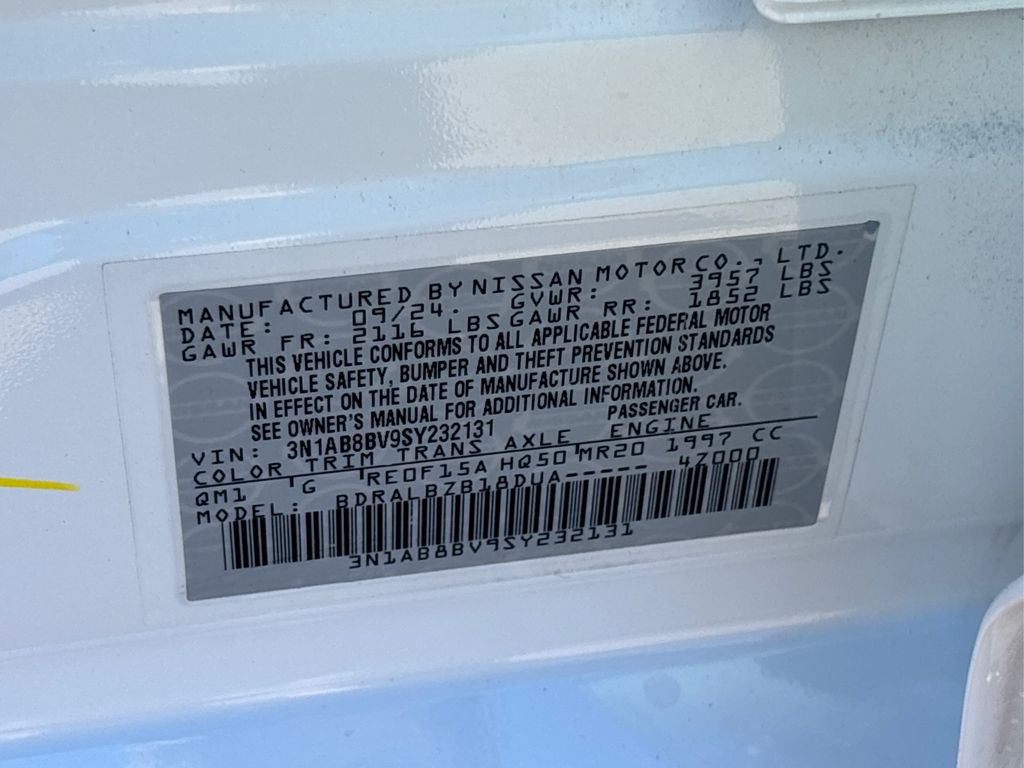 MANUFACTURED BY NISSAN MOTOR CO., LTD.
DATE: 09/24. GVWR: 3957 LBS
GAWR FR: 2116 LBS GAWR RR: 1852 LBS
THIS VEHICLE CONFORMS TO ALL APPLICABLE FEDERAL MOTOR
VEHICLE SAFETY, BUMPER AND THEFT PREVENTION STANDARDS
IN EFFECT ON THE DATE OF MANUFACTURE SHOWN ABOVE.
SEE OWNER'S MANUAL FOR ADDITIONAL INFORMATION.
VIN: 3N1AB8BV9SY232131 PASSENGER CAR.
COLOR TRIM TRANS AXLE ENGINE
QM1 G RE0F15A HQ50 MR20 1997 CC
MODEL: BDRALBZB18DUA----- 47000
3N1AB8BV9SY232131